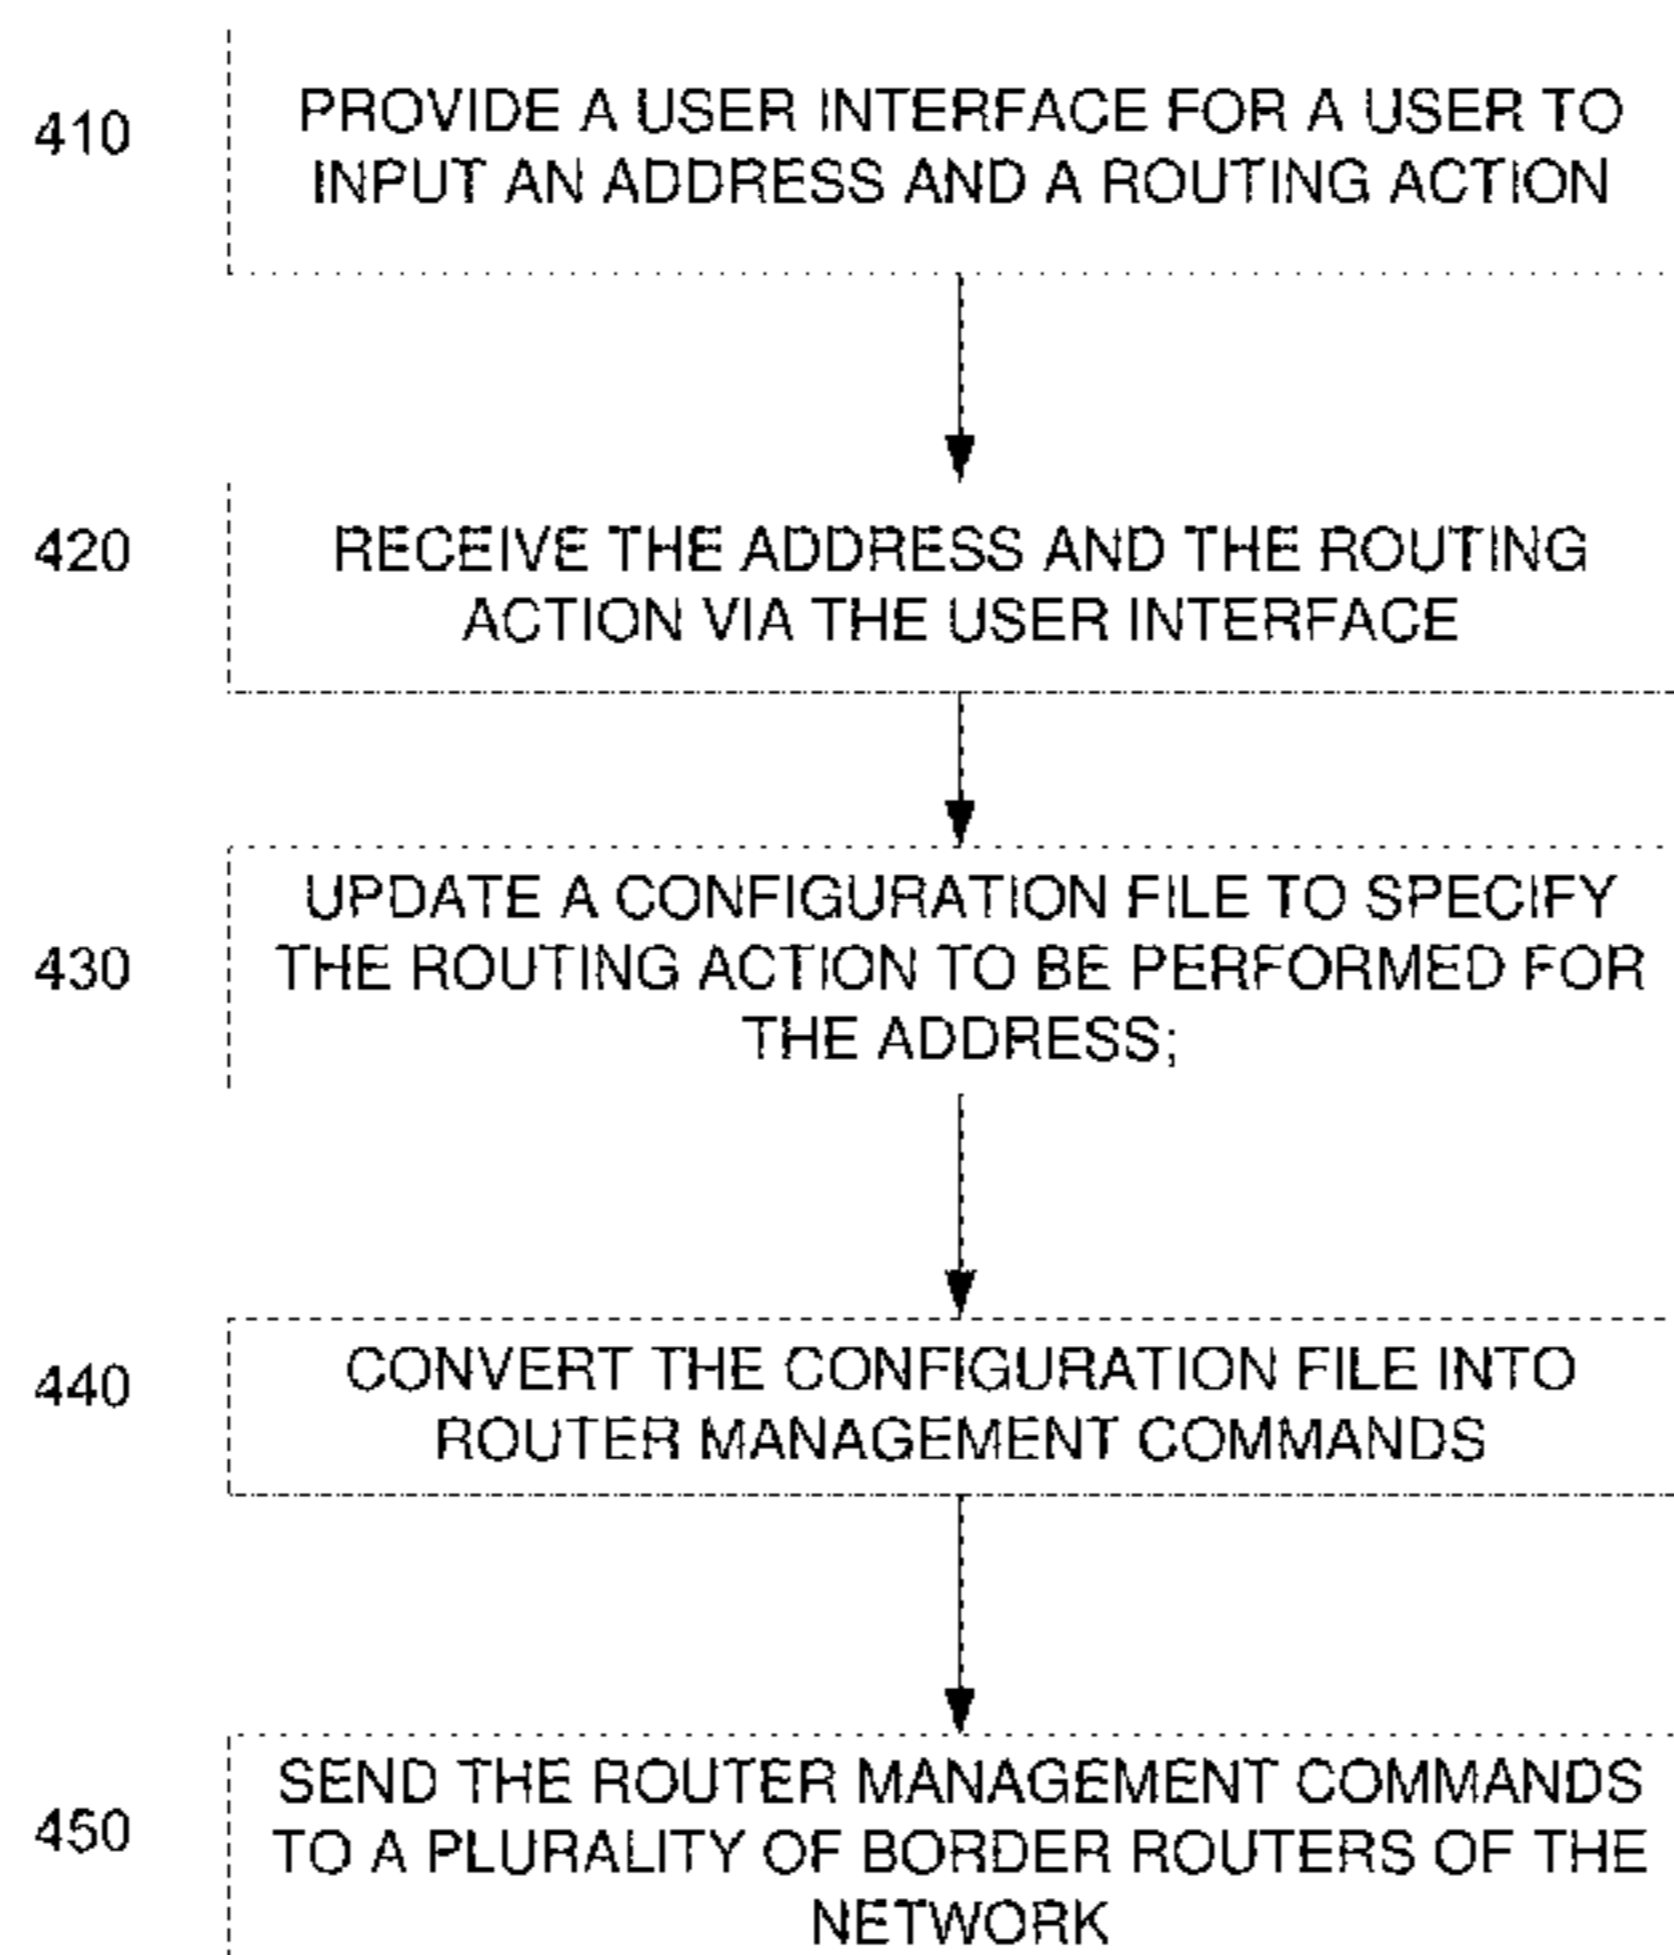 410
PROVIDE A USER INTERFACE FOR A USER TO
INPUT AN ADDRESS AND A ROUTING ACTION
420
RECEIVE THE ADDRESS AND THE ROUTING
ACTION VIA THE USER INTERFACE
430
UPDATE A CONFIGURATION FILE TO SPECIFY
THE ROUTING ACTION TO BE PERFORMED FOR
THE ADDRESS;
440
CONVERT THE CONFIGURATION FILE INTO
ROUTER MANAGEMENT COMMANDS
450
SEND THE ROUTER MANAGEMENT COMMANDS
TO A PLURALITY OF BORDER ROUTERS OF THE
NETWORK